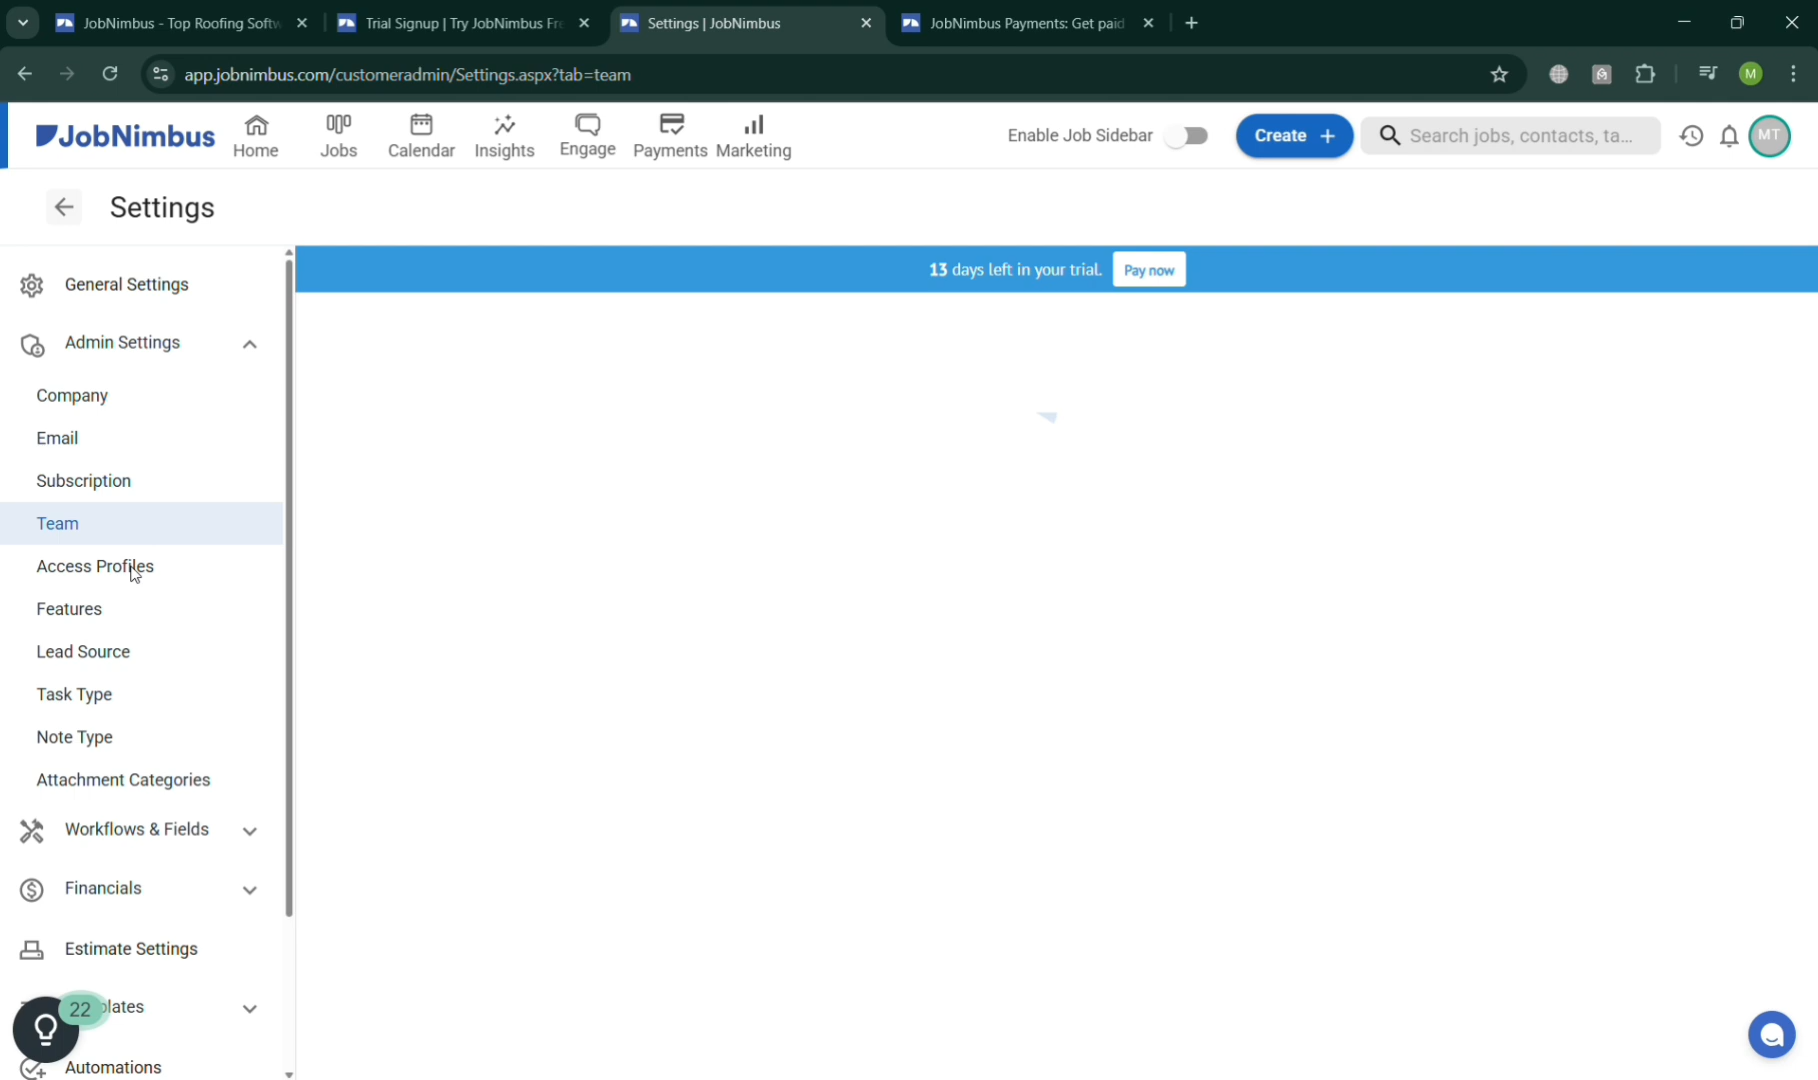 JobNimbus - Top Roofing Softw
Trial Signup | Try JobNimbus Fre
Settings | JobNimbus
JobNimbus Payments: Get paid
app.jobnimbus.com/customeradmin/Settings.aspx?tab=team
M
JobNimbus
Home
Jobs
Calendar
Insights
Engage
Payments
Marketing
Enable Job Sidebar
Create +
Search jobs, contacts, ta...
MT
Settings
13 days left in your trial.
Pay now
General Settings
Admin Settings
Company
Email
Subscription
Team
Access Profiles
Features
Lead Source
Task Type
Note Type
Attachment Categories
Workflows & Fields
Financials
Estimate Settings
22
plates
Automations